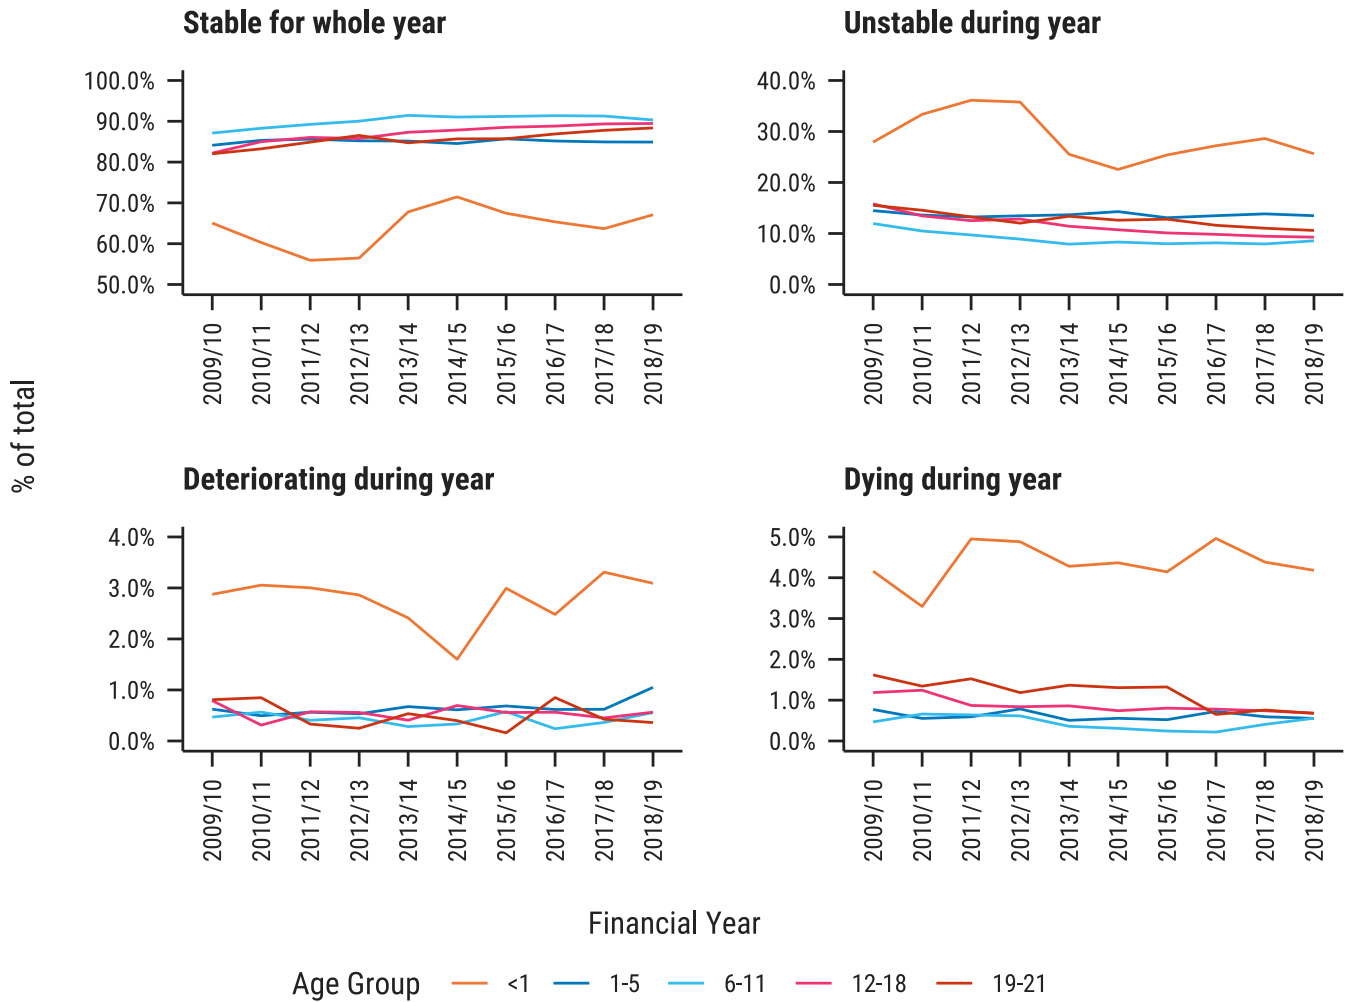 Stable for whole year
100.0%
90.0%
80.0%
70.0%
60.0%
50.0%
2009/10 2010/11 2011/12 2012/13 2013/14 2014/15 2015/16 2016/17 2017/18 2018/19
Unstable during year
40.0%
30.0%
20.0%
10.0%
0.0%
2009/10 2010/11 2011/12 2012/13 2013/14 2014/15 2015/16 2016/17 2017/18 2018/19
% of total
Deteriorating during year
4.0%
3.0%
2.0%
1.0%
0.0%
2009/10 2010/11 2011/12 2012/13 2013/14 2014/15 2015/16 2016/17 2017/18 2018/19
Dying during year
5.0%
4.0%
3.0%
2.0%
1.0%
0.0%
2009/10 2010/11 2011/12 2012/13 2013/14 2014/15 2015/16 2016/17 2017/18 2018/19
Financial Year
Age Group <1 1-5 6-11 12-18 19-21